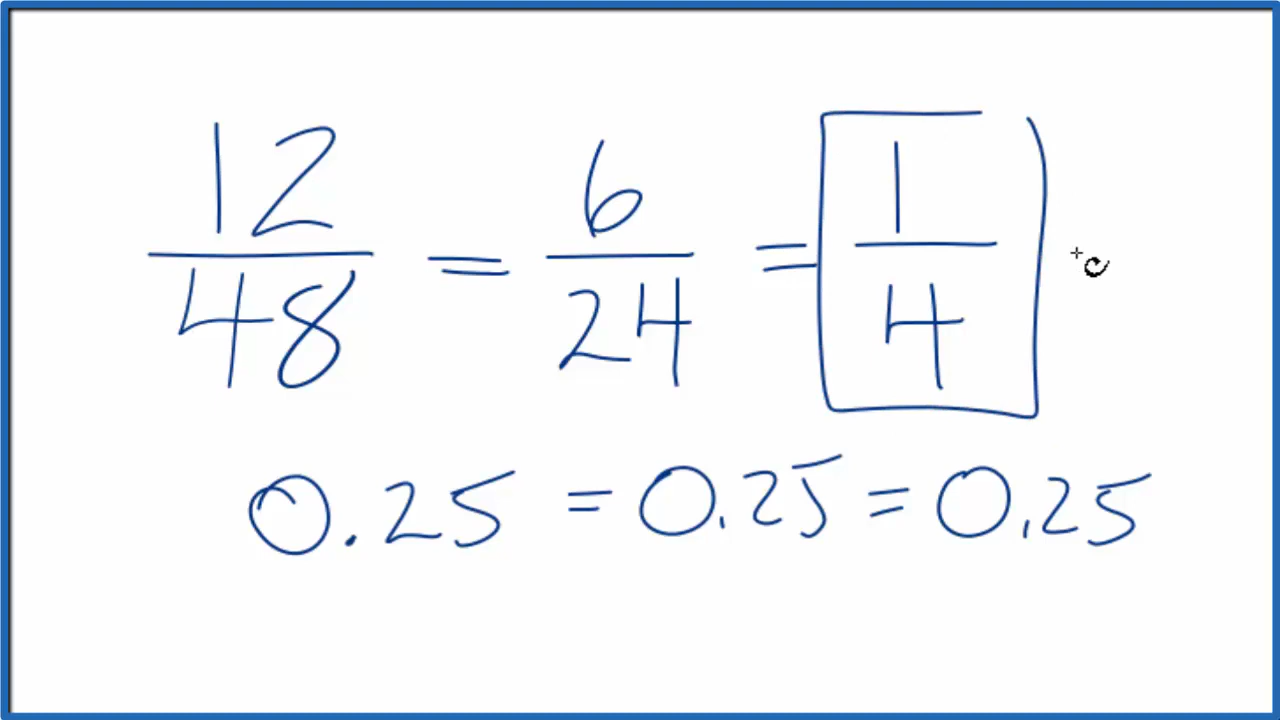 12/48 = 6/24 = 1/4
0.25 = 0.25 = 0.25